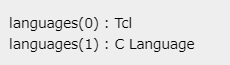 languages(0) : Tcl
languages(1) : C Language